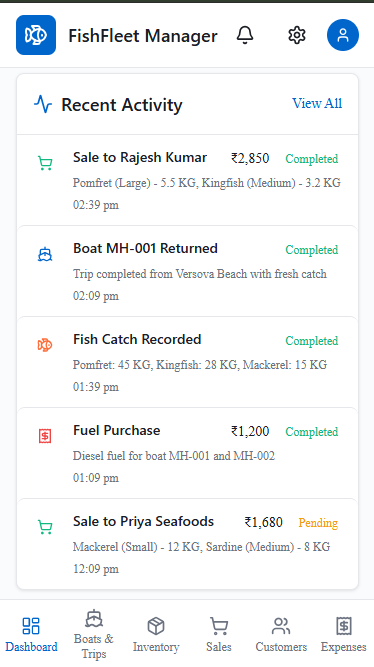 FishFleet Manager
Recent Activity View All
Sale to Rajesh Kumar ₹2,850 Completed
Pomfret (Large) - 5.5 KG, Kingfish (Medium) - 3.2 KG
02:39 pm
Boat MH-001 Returned Completed
Trip completed from Versova Beach with fresh catch
02:09 pm
Fish Catch Recorded Completed
Pomfret: 45 KG, Kingfish: 28 KG, Mackerel: 15 KG
01:39 pm
Fuel Purchase ₹1,200 Completed
Diesel fuel for boat MH-001 and MH-002
01:09 pm
Sale to Priya Seafoods ₹1,680 Pending
Mackerel (Small) - 12 KG, Sardine (Medium) - 8 KG
12:09 pm
Dashboard
Boats &
Trips
Inventory
Sales
Customers
Expenses